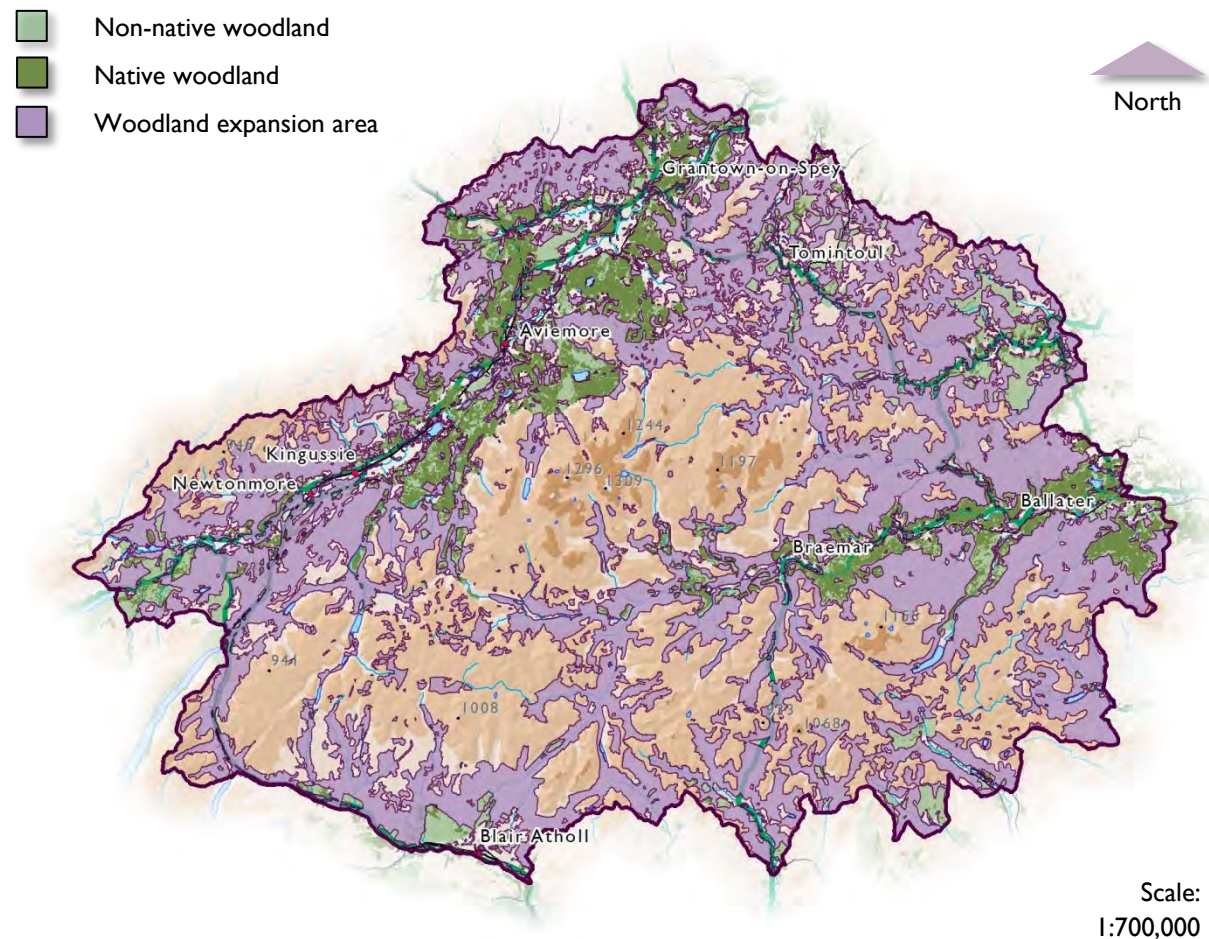 Non-native woodland
Native woodland
Woodland expansion area
North
Grantown-on-Spey
Tomintoul
Aviemore
1244
Kingussie
1296
1309
1197
Newtonmore
Ballater
Braemar
941
1008
1068
Blair Atholl
Scale:
1:700,000